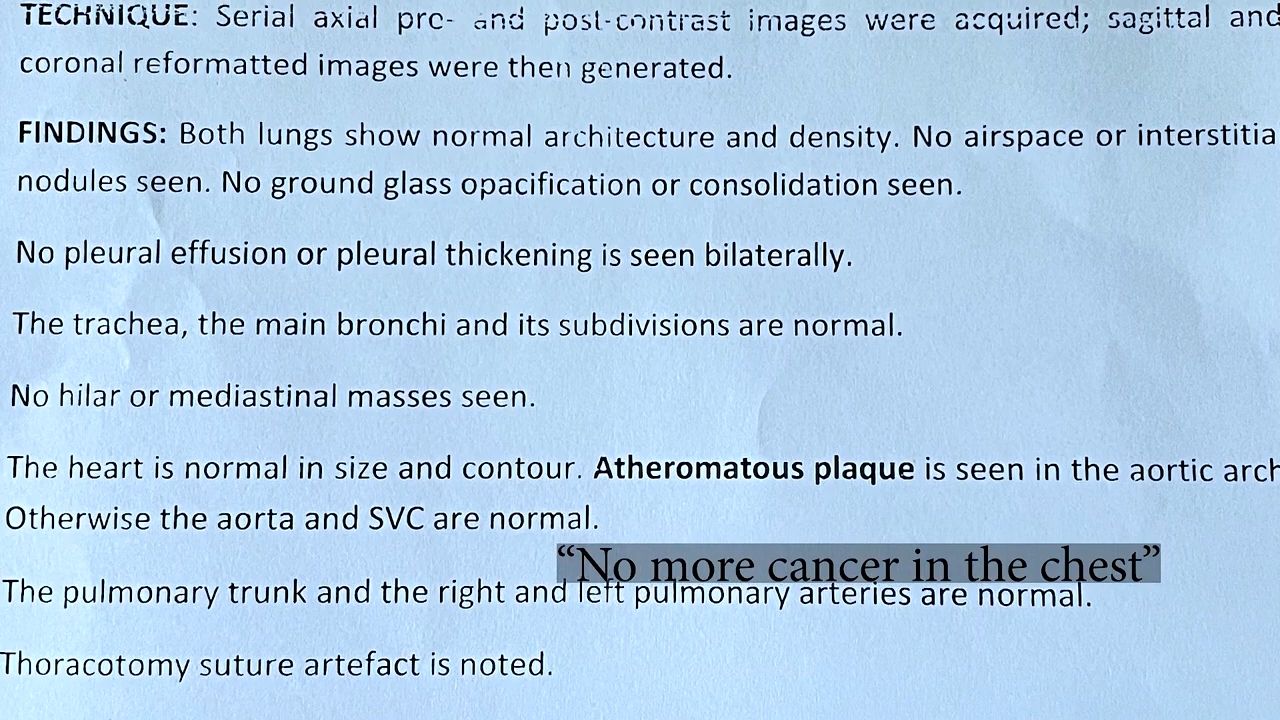 TECHNIQUE: Serial axial pre- and post-contrast images were acquired; sagittal and
coronal reformatted images were then generated.
FINDINGS: Both lungs show normal architecture and density. No airspace or interstitia
nodules seen. No ground glass opacification or consolidation seen.
No pleural effusion or pleural thickening is seen bilaterally.
The trachea, the main bronchi and its subdivisions are normal.
No hilar or mediastinal masses seen.
The heart is normal in size and contour. Atheromatous plaque is seen in the aortic arch
Otherwise the aorta and SVC are normal.
“No more cancer in the chest”
The pulmonary trunk and the right and left pulmonary arteries are normal.
Thoracotomy suture artefact is noted.